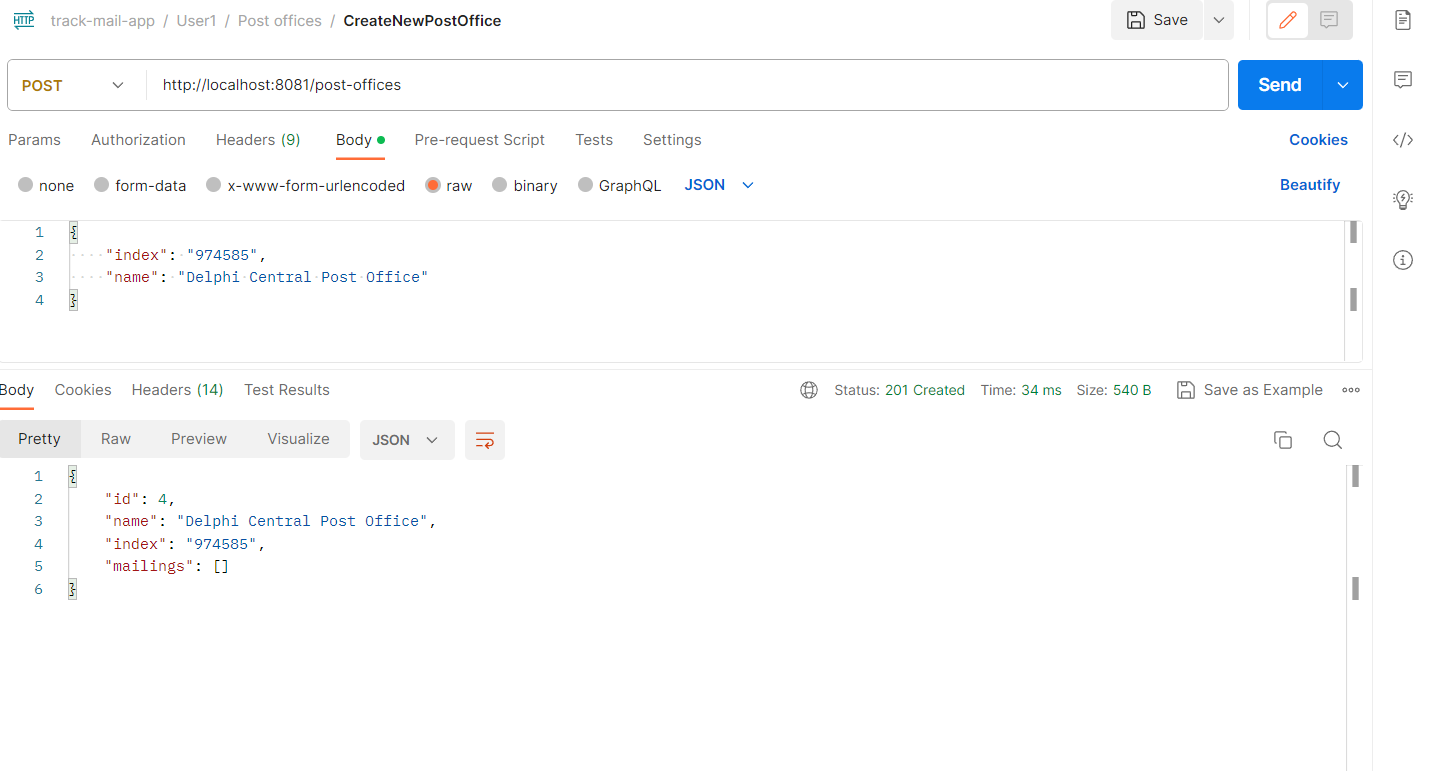 HTTP track-mail-app / User1 / Post offices / CreateNewPostOffice Save
POST http://localhost:8081/post-offices Send
Params Authorization Headers (9) Body Pre-request Script Tests Settings Cookies
none form-data x-www-form-urlencoded raw binary GraphQL JSON Beautify
1 {
2 "index": "974585",
3 "name": "Delphi Central Post Office"
4 }
Body Cookies Headers (14) Test Results Status: 201 Created Time: 34 ms Size: 540 B Save as Example
Pretty Raw Preview Visualize JSON
1 {
2 "id": 4,
3 "name": "Delphi Central Post Office",
4 "index": "974585",
5 "mailings": []
6 }